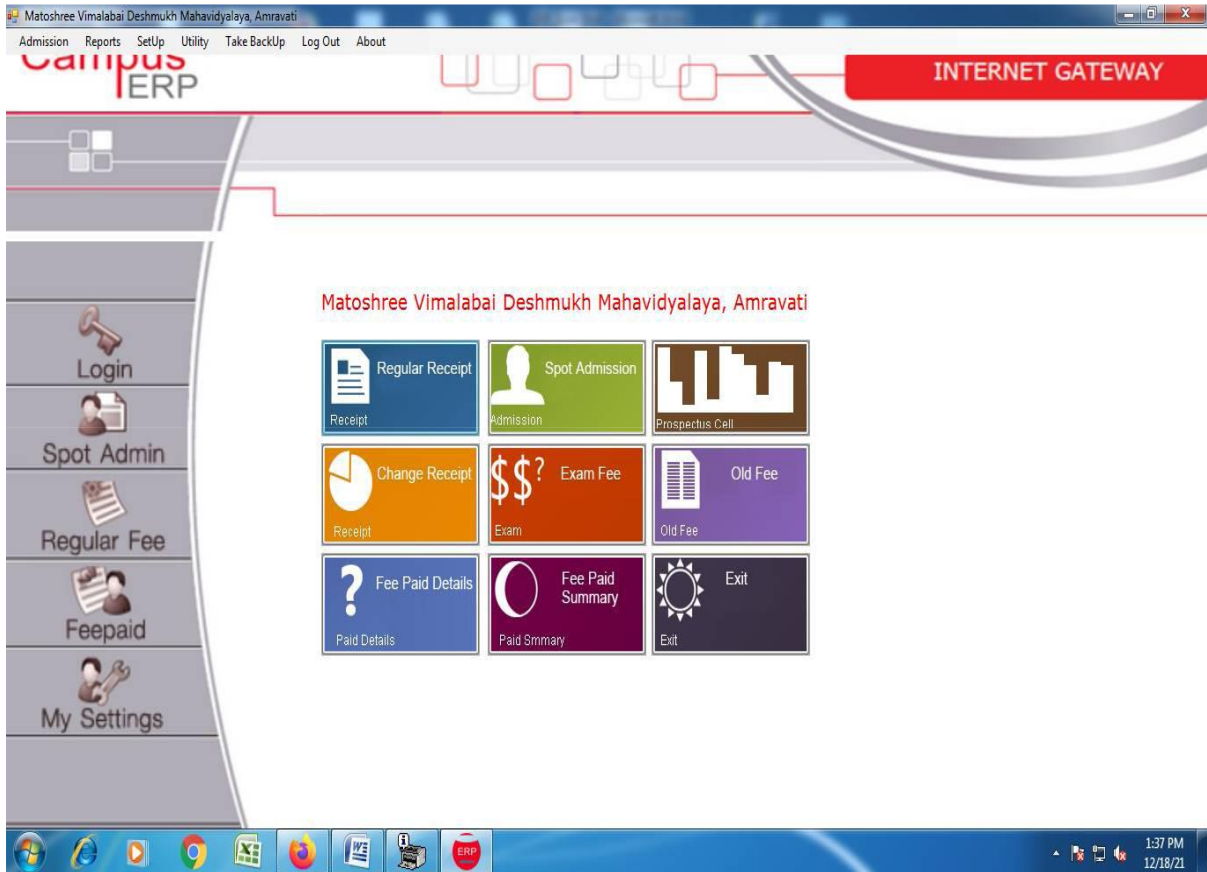 Matoshree Vimalabai Deshmukh Mahavidyalaya, Amravati
Admission Reports SetUp Utility Take BackUp Log Out About
Campus
ERP
INTERNET GATEWAY
Login
Spot Admin
Regular Fee
Feepaid
My Settings
Matoshree Vimalabai Deshmukh Mahavidyalaya, Amravati
Regular Receipt
Receipt
Spot Admission
Admission
Prospectus Cell
Change Receipt
Receipt
$$? Exam Fee
Exam
Old Fee
Old Fee
? Fee Paid Details
Paid Details
Fee Paid
Summary
Paid Smmary
Exit
Exit
ERP
1:37 PM
12/18/21